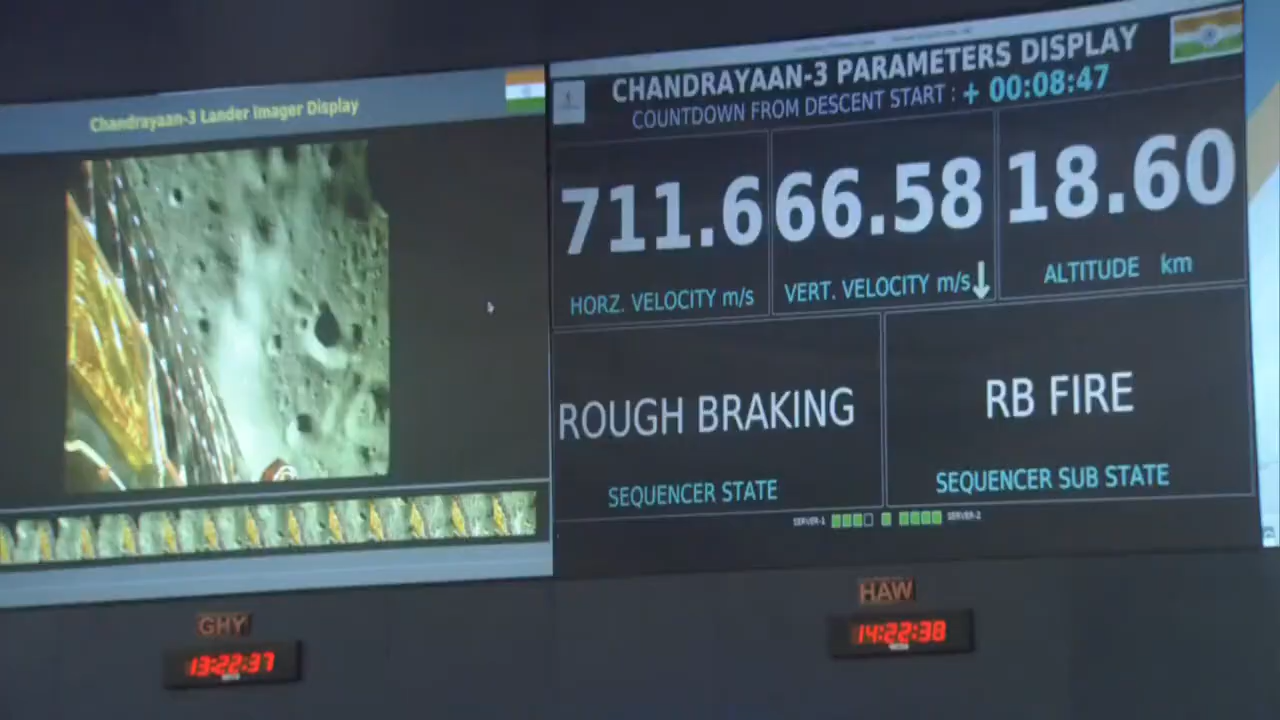 Chandrayaan-3 Lander Imager Display
CHANDRAYAAN-3 PARAMETERS DISPLAY
COUNTDOWN FROM DESCENT START : + 00:08:47
711.6 66.58 18.60
HORZ. VELOCITY m/s VERT. VELOCITY m/s ↓ ALTITUDE km
ROUGH BRAKING RB FIRE
SEQUENCER STATE SEQUENCER SUB STATE
SERVER-1 SERVER-2
GHY HAW
13:22:37 14:22:38